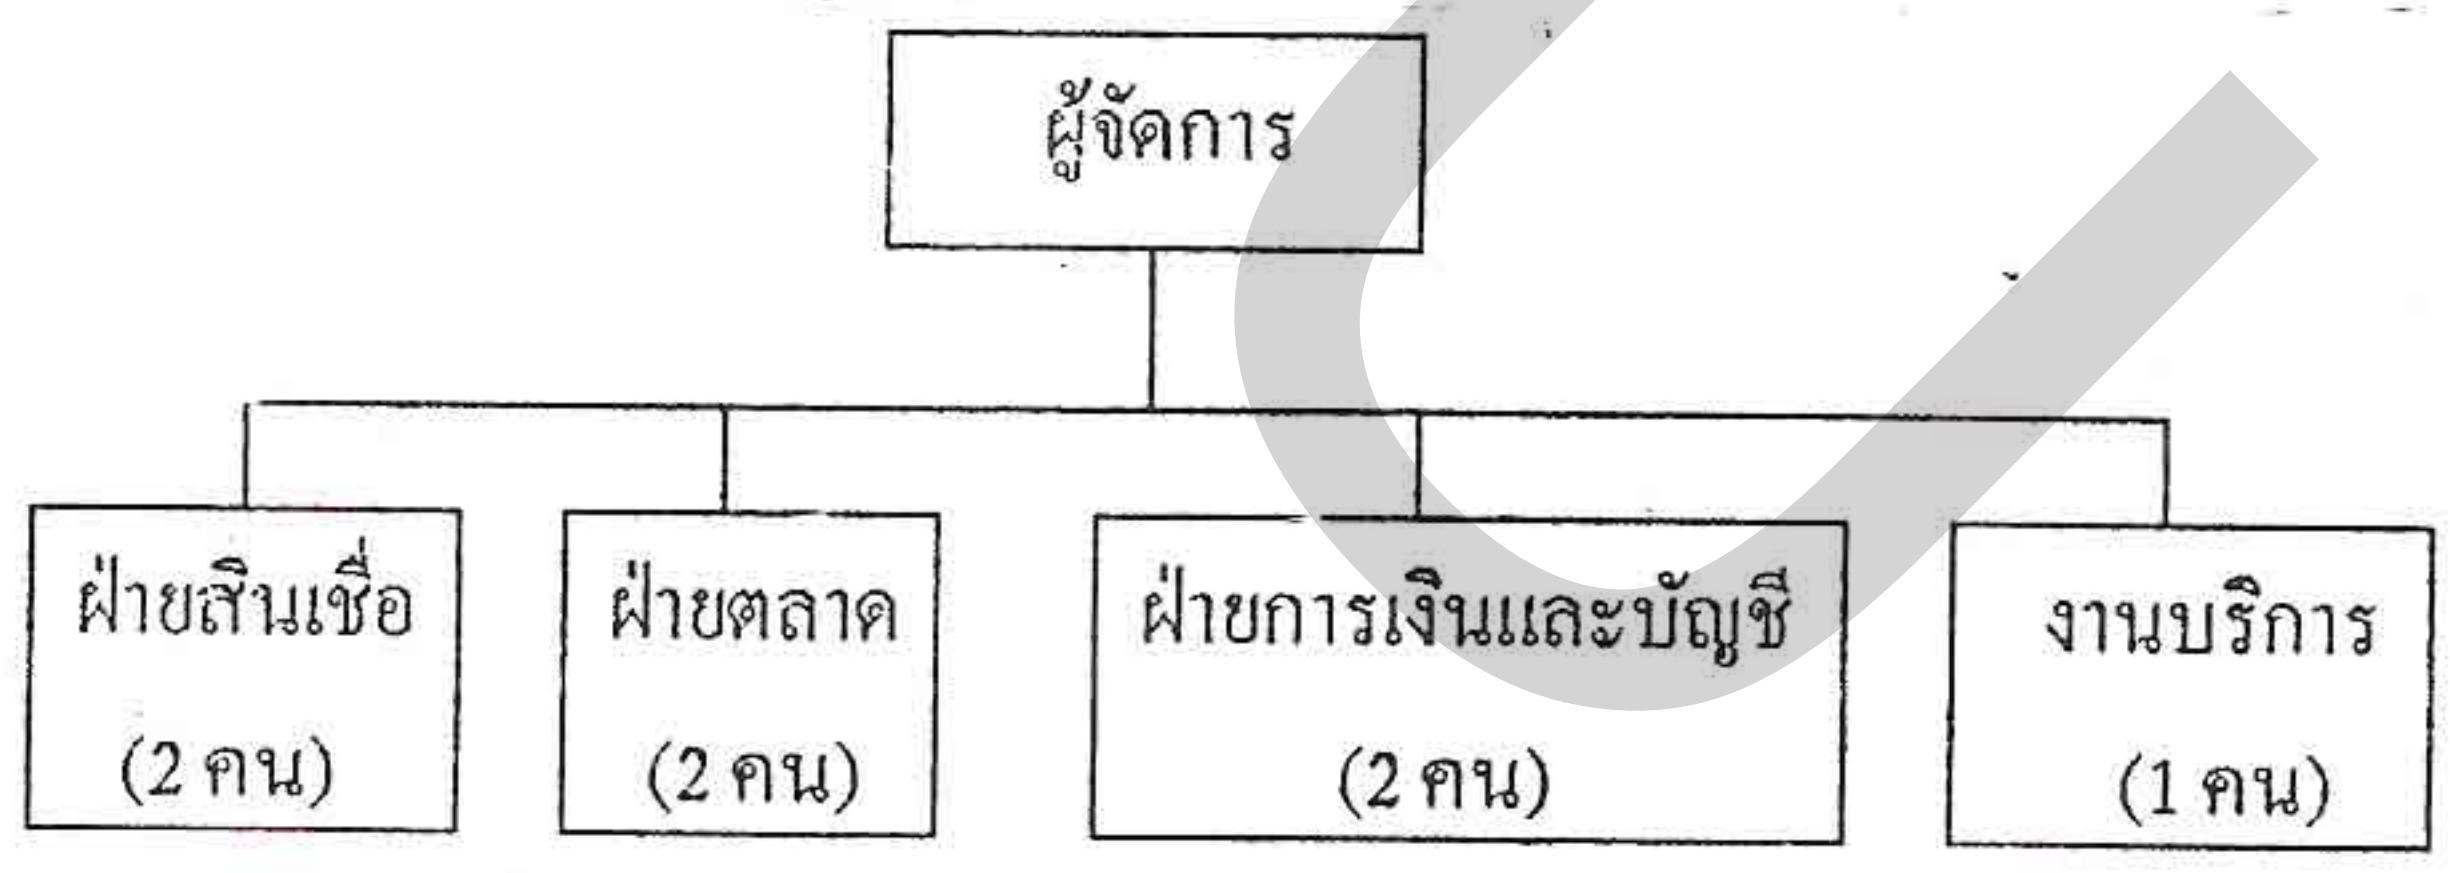 ผู้จัดการ
ฝ่ายสินเชื่อ
(2 คน)
ฝ่ายตลาด
(2 คน)
ฝ่ายการเงินและบัญชี
(2 คน)
งานบริการ
(1 คน)